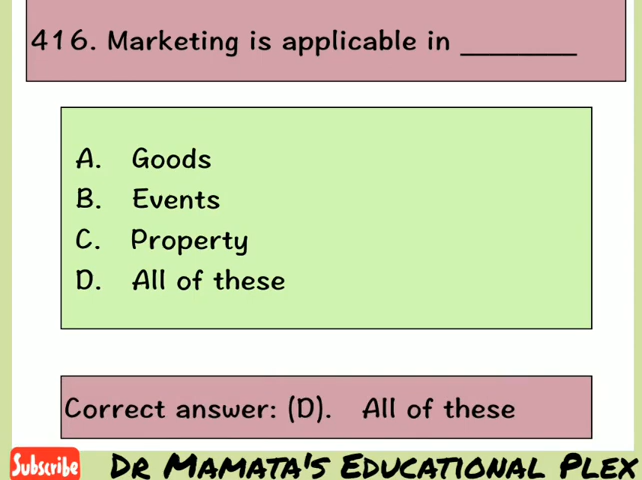 416. Marketing is applicable in ________
A. Goods
B. Events
C. Property
D. All of these
Correct answer: (D). All of these
Subscribe DR MAMATA'S EDUCATIONAL PLEX